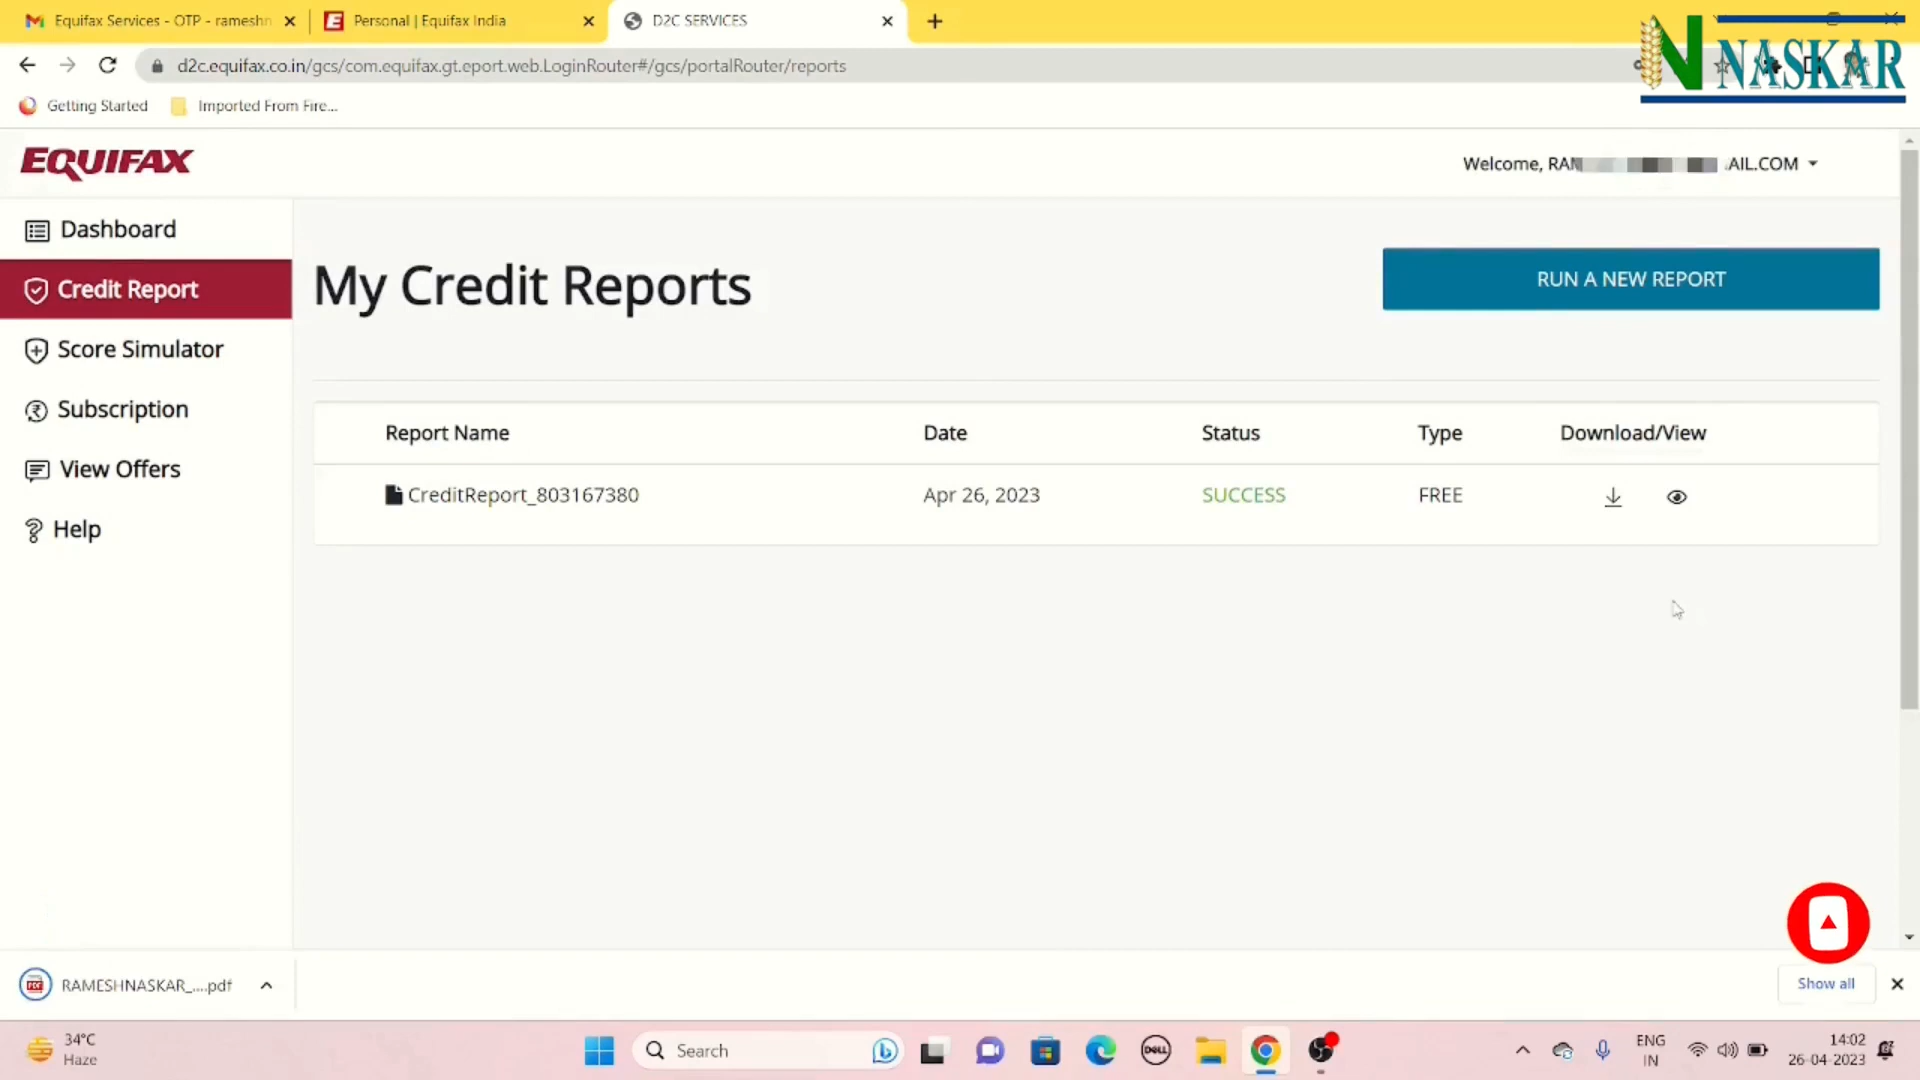 Equifax Services - OTP - rameshn
Personal | Equifax India
D2C SERVICES
d2c.equifax.co.in/gcs/com.equifax.gt.eport.web.LoginRouter#/gcs/portalRouter/reports
NASKAR
Getting Started
Imported From Fire...
EQUIFAX
Welcome, RAM AIL.COM
Dashboard
Credit Report
Score Simulator
Subscription
View Offers
Help
My Credit Reports
RUN A NEW REPORT
Report Name Date Status Type Download/View
CreditReport_803167380 Apr 26, 2023 SUCCESS FREE
RAMESHNASKAR_....pdf
Show all
34°C
Haze
Search
DELL
ENG
IN
14:02
26-04-2023